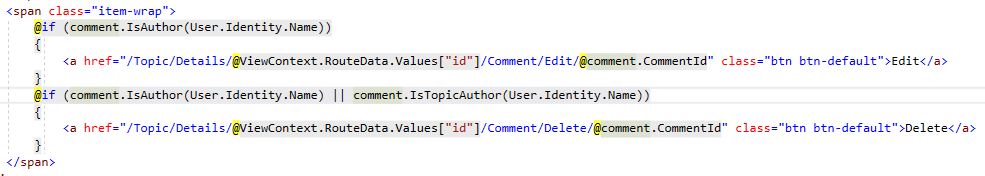 <span class="item-wrap">
@if (comment.IsAuthor(User.Identity.Name))
{
<a href="/Topic/Details/@ViewContext.RouteData.Values["id"]/Comment/Edit/@comment.CommentId" class="btn btn-default">Edit</a>
}
@if (comment.IsAuthor(User.Identity.Name) || comment.IsTopicAuthor(User.Identity.Name))
{
<a href="/Topic/Details/@ViewContext.RouteData.Values["id"]/Comment/Delete/@comment.CommentId" class="btn btn-default">Delete</a>
}
</span>